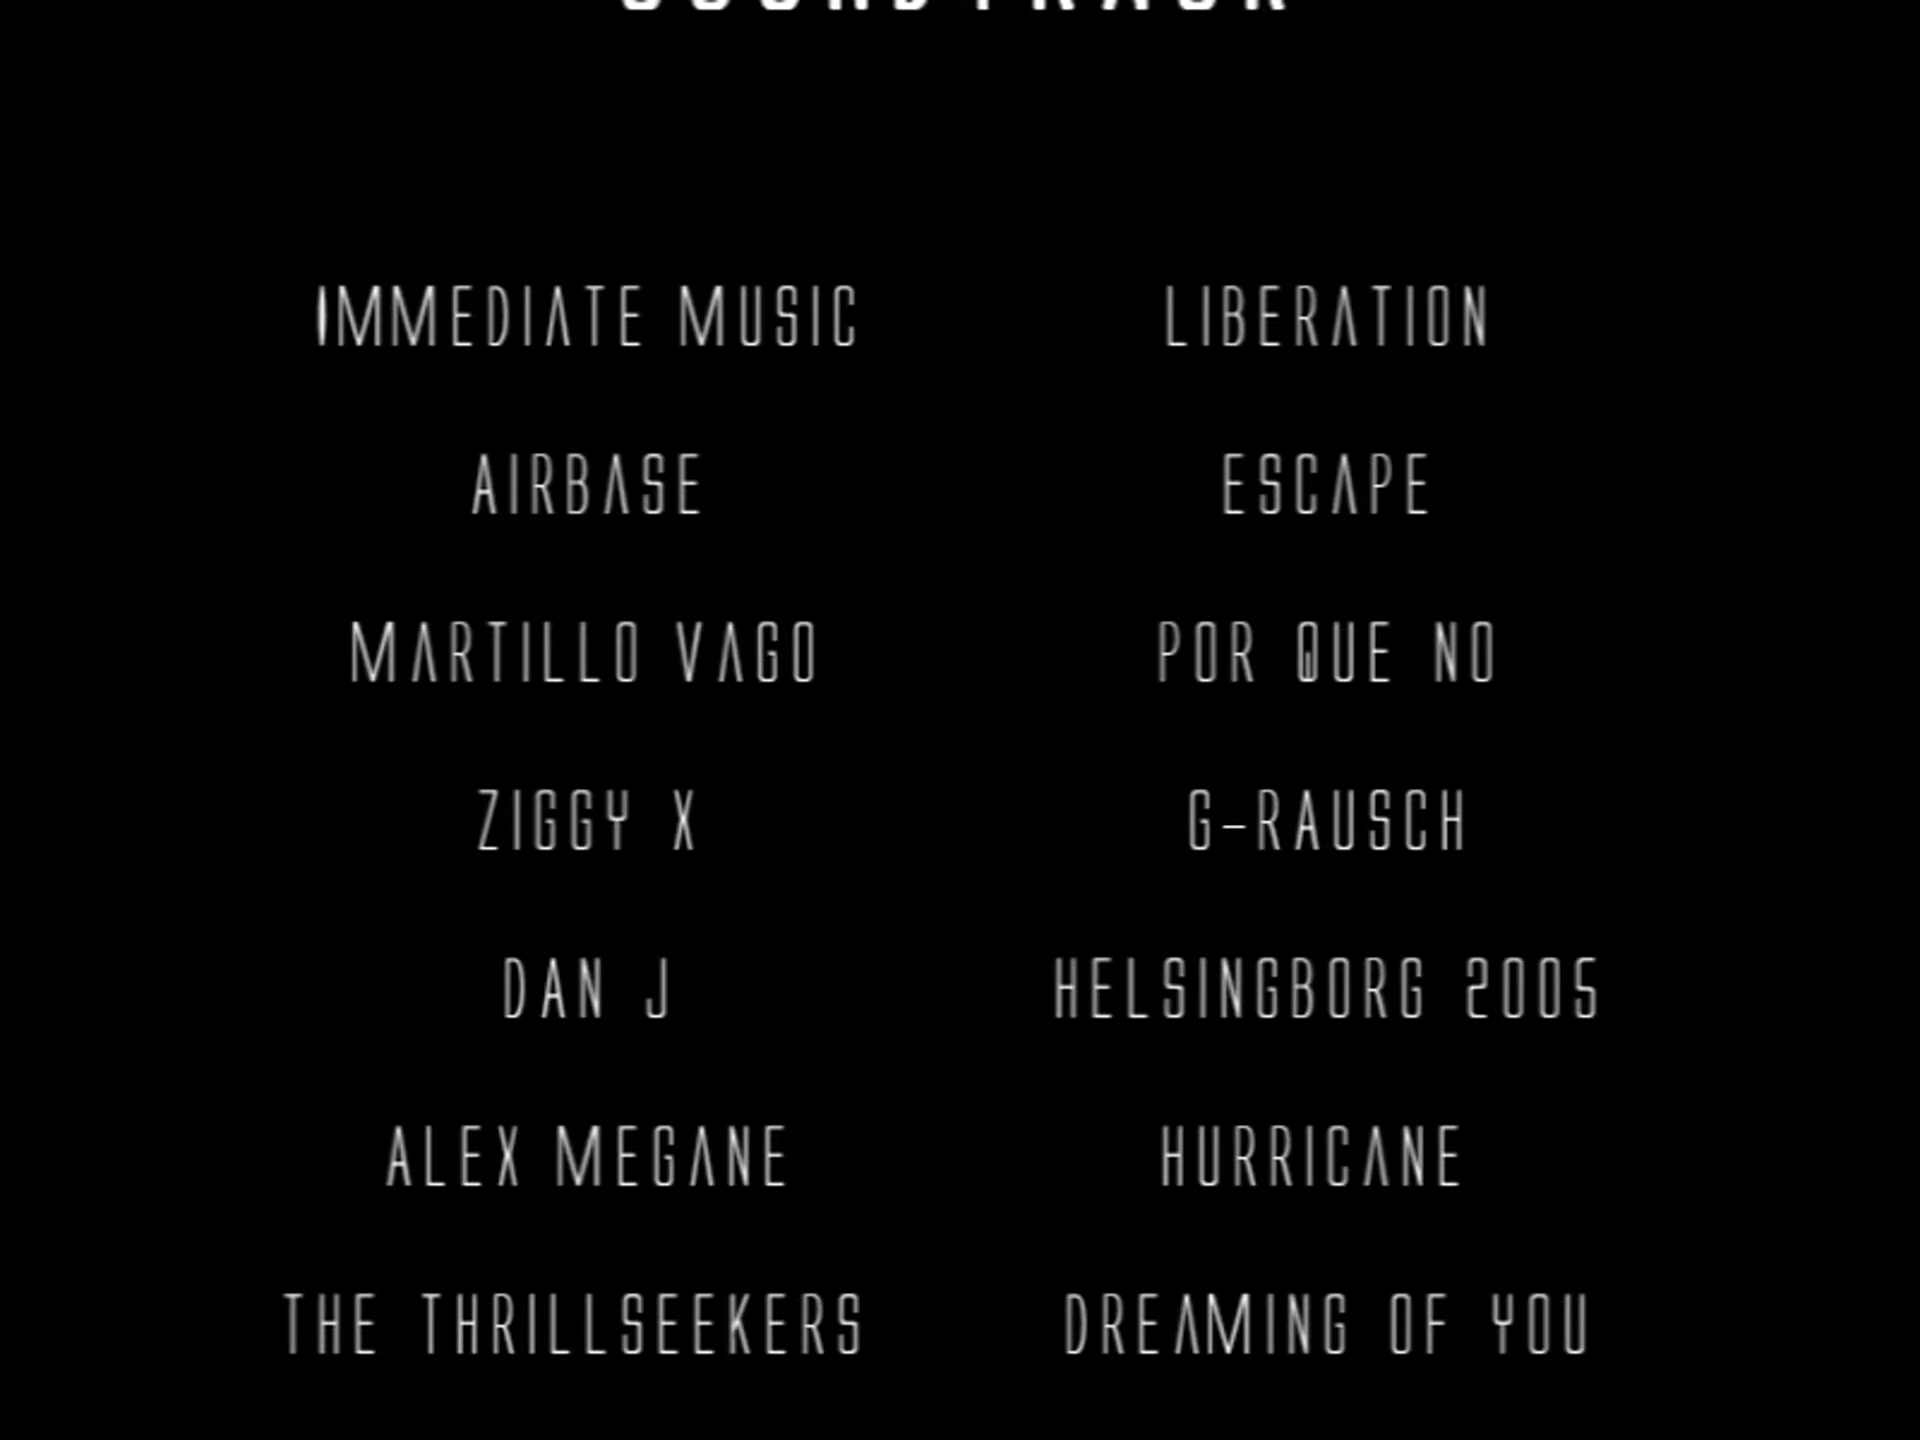 SOUNDTRACK
IMMEDIATE MUSIC LIBERATION
AIRBASE ESCAPE
MARTILLO VAGO POR QUE NO
ZIGGY X G-RAUSCH
DAN J HELSINGBORG 2005
ALEX MEGANE HURRICANE
THE THRILLSEEKERS DREAMING OF YOU